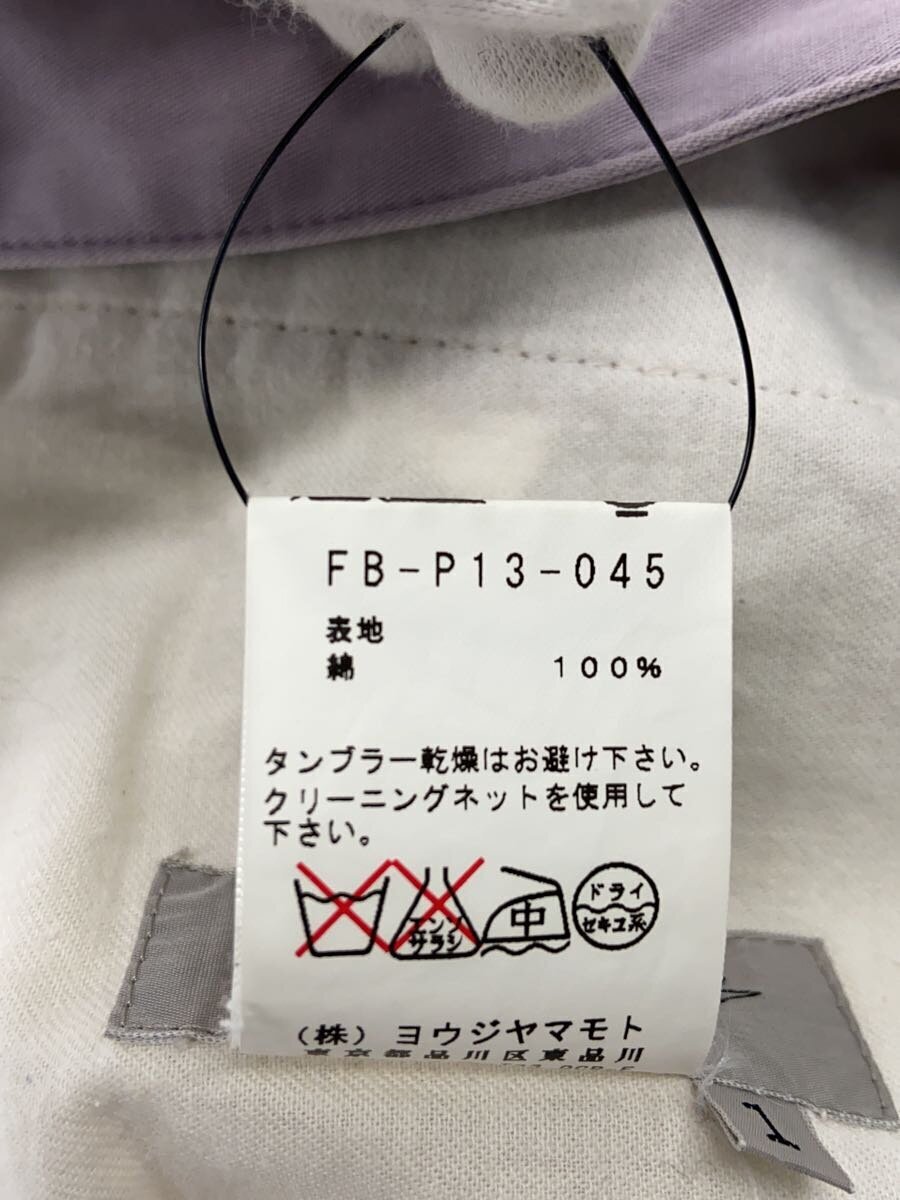 FB-P13-045
表地
綿 100%
タンブラー乾燥はお避け下さい。
クリーニングネットを使用して
下さい。
エンソ
サラシ
中
ドライ
セキユ系
(株) ヨウジヤマモト
東京都品川区東品川
1